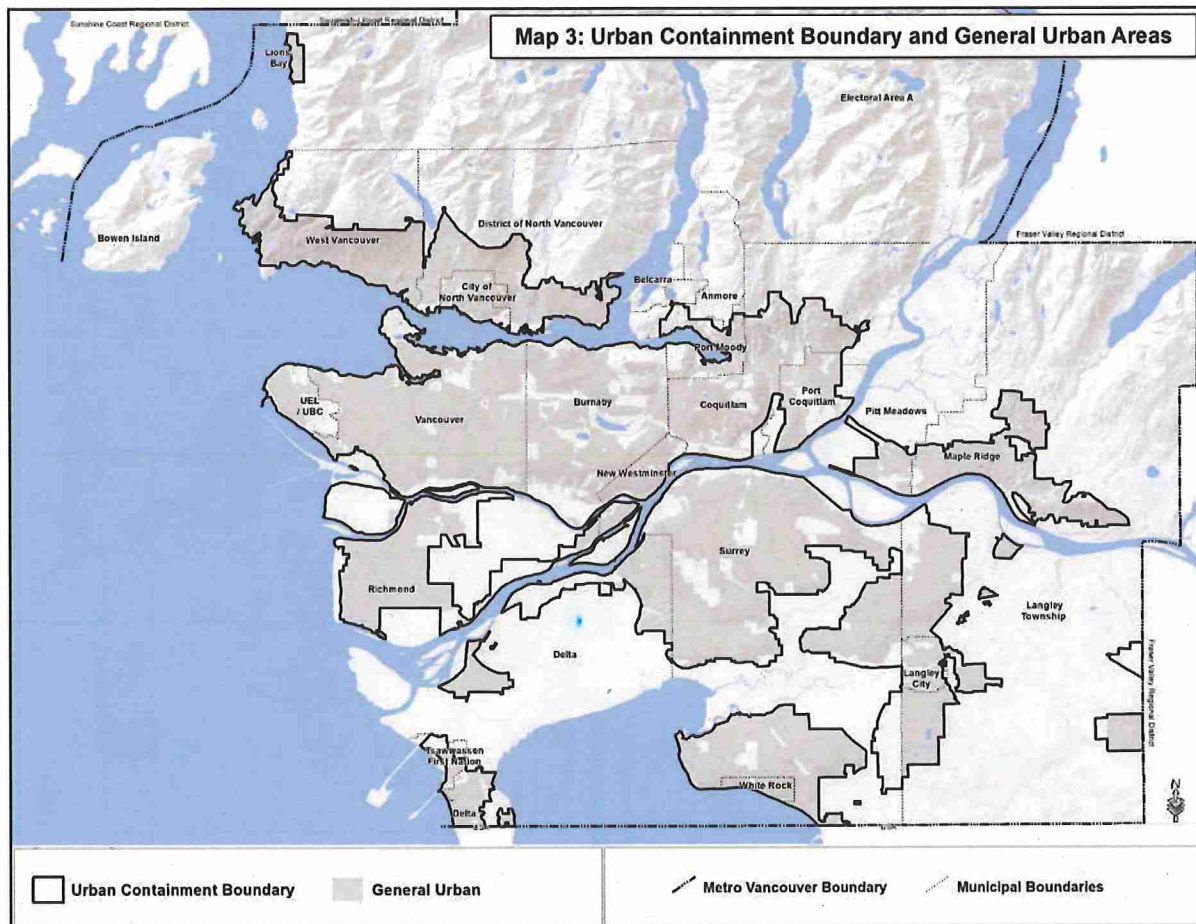 Sunshine Coast Regional District
Squamish-Lillooet Regional District
Map 3: Urban Containment Boundary and General Urban Areas
Lions
Bay
Electoral Area A
Bowen Island
West Vancouver
District of North Vancouver
Fraser Valley Regional District
City of
North Vancouver
Belcarra
Anmore
Port Moody
UEL
/ UBC
Vancouver
Burnaby
Coquitlam
Port
Coquitlam
Pitt Meadows
New Westminster
Maple Ridge
Surrey
Richmond
Langley
Township
Delta
Langley
City
Fraser Valley Regional District
Tsawwassen
First Nation
Delta
White Rock
N
Urban Containment Boundary
General Urban
Metro Vancouver Boundary
Municipal Boundaries